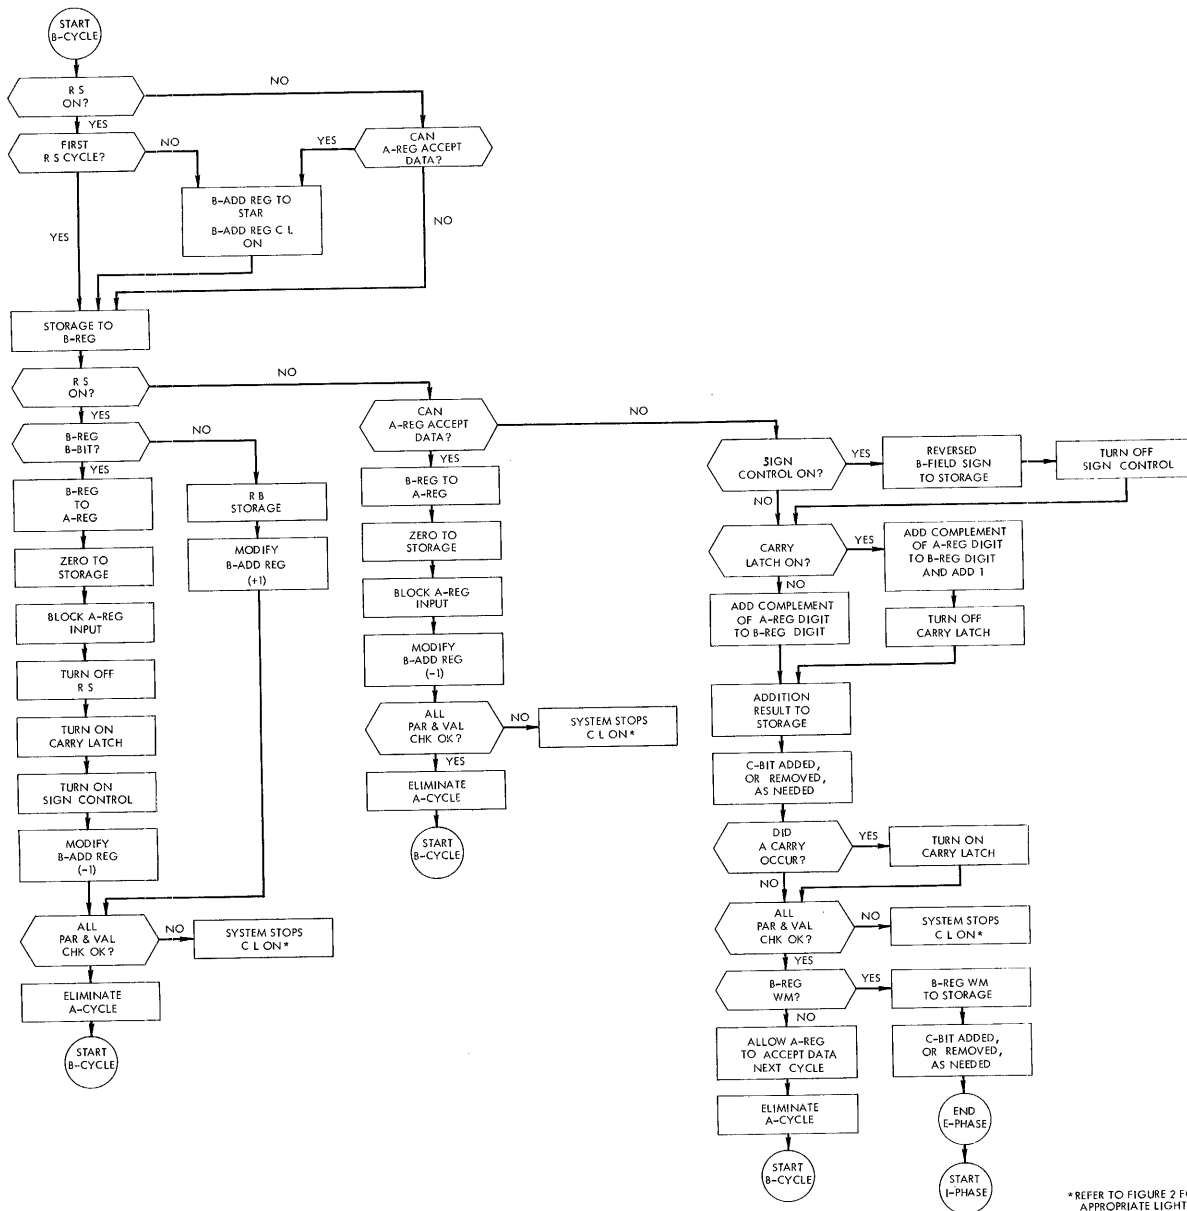 START
B-CYCLE
R S
ON?
NO
YES
FIRST
R S CYCLE?
NO
YES
CAN
A-REG ACCEPT
DATA?
B-ADD REG TO
STAR
B-ADD REG C L
ON
YES
NO
STORAGE TO
B-REG
R S
ON?
NO
YES
B-REG
B-BIT?
NO
YES
B-REG
TO
A-REG
ZERO TO
STORAGE
BLOCK A-REG
INPUT
TURN OFF
R S
TURN ON
CARRY LATCH
TURN ON
SIGN CONTROL
MODIFY
B-ADD REG
(-1)
R B
STORAGE
MODIFY
B-ADD REG
(+1)
ALL
PAR & VAL
CHK OK?
NO
SYSTEM STOPS
C L ON*
YES
ELIMINATE
A-CYCLE
START
B-CYCLE
CAN
A-REG ACCEPT
DATA?
NO
YES
B-REG TO
A-REG
ZERO TO
STORAGE
BLOCK A-REG
INPUT
MODIFY
B-ADD REG
(-1)
ALL
PAR & VAL
CHK OK?
NO
SYSTEM STOPS
C L ON*
YES
ELIMINATE
A-CYCLE
START
B-CYCLE
SIGN
CONTROL ON?
YES
REVERSED
B-FIELD SIGN
TO STORAGE
TURN OFF
SIGN CONTROL
NO
CARRY
LATCH ON?
YES
ADD COMPLEMENT
OF A-REG DIGIT
TO B-REG DIGIT
AND ADD 1
NO
ADD COMPLEMENT
OF A-REG DIGIT
TO B-REG DIGIT
TURN OFF
CARRY LATCH
ADDITION
RESULT TO
STORAGE
C-BIT ADDED,
OR REMOVED,
AS NEEDED
DID
A CARRY
OCCUR?
YES
TURN ON
CARRY LATCH
NO
ALL
PAR & VAL
CHK OK?
NO
SYSTEM STOPS
C L ON*
YES
B-REG
WM?
YES
B-REG WM
TO STORAGE
NO
ALLOW A-REG
TO ACCEPT DATA
NEXT CYCLE
C-BIT ADDED,
OR REMOVED,
AS NEEDED
ELIMINATE
A-CYCLE
END
E-PHASE
START
B-CYCLE
START
I-PHASE
*REFER TO FIGURE 2
APPROPRIATE LIGHT